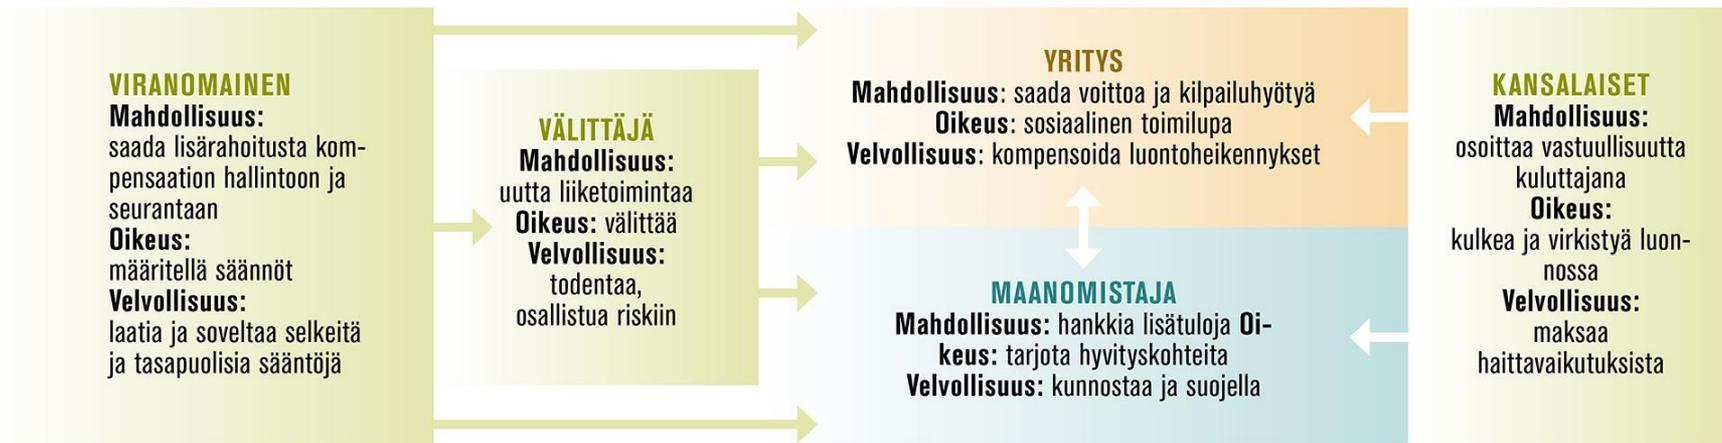 VIRANOMAINEN
Mahdollisuus:
saada lisärahoitusta kom-
pensaation hallintoon ja
seurantaan
Oikeus:
määritellä säännöt
Velvollisuus:
laatia ja soveltaa selkeitä
ja tasapuolisia sääntöjä
VÄLITTÄJÄ
Mahdollisuus:
uutta liiketoimintaa
Oikeus: välittää
Velvollisuus:
todentaa,
osallistua riskiin
YRITYS
Mahdollisuus: saada voittoa ja kilpailuhyötyä
Oikeus: sosiaalinen toimilupa
Velvollisuus: kompensoida luontoheikennykset
MAANOMISTAJA
Mahdollisuus: hankkia lisätuloja Oi-
keus: tarjota hyvityskohteita
Velvollisuus: kunnostaa ja suojella
KANSALAISET
Mahdollisuus:
osoittaa vastuullisuutta
kuluttajana
Oikeus:
kulkea ja virkistyä luon-
nossa
Velvollisuus:
maksaa
haittavaikutuksista